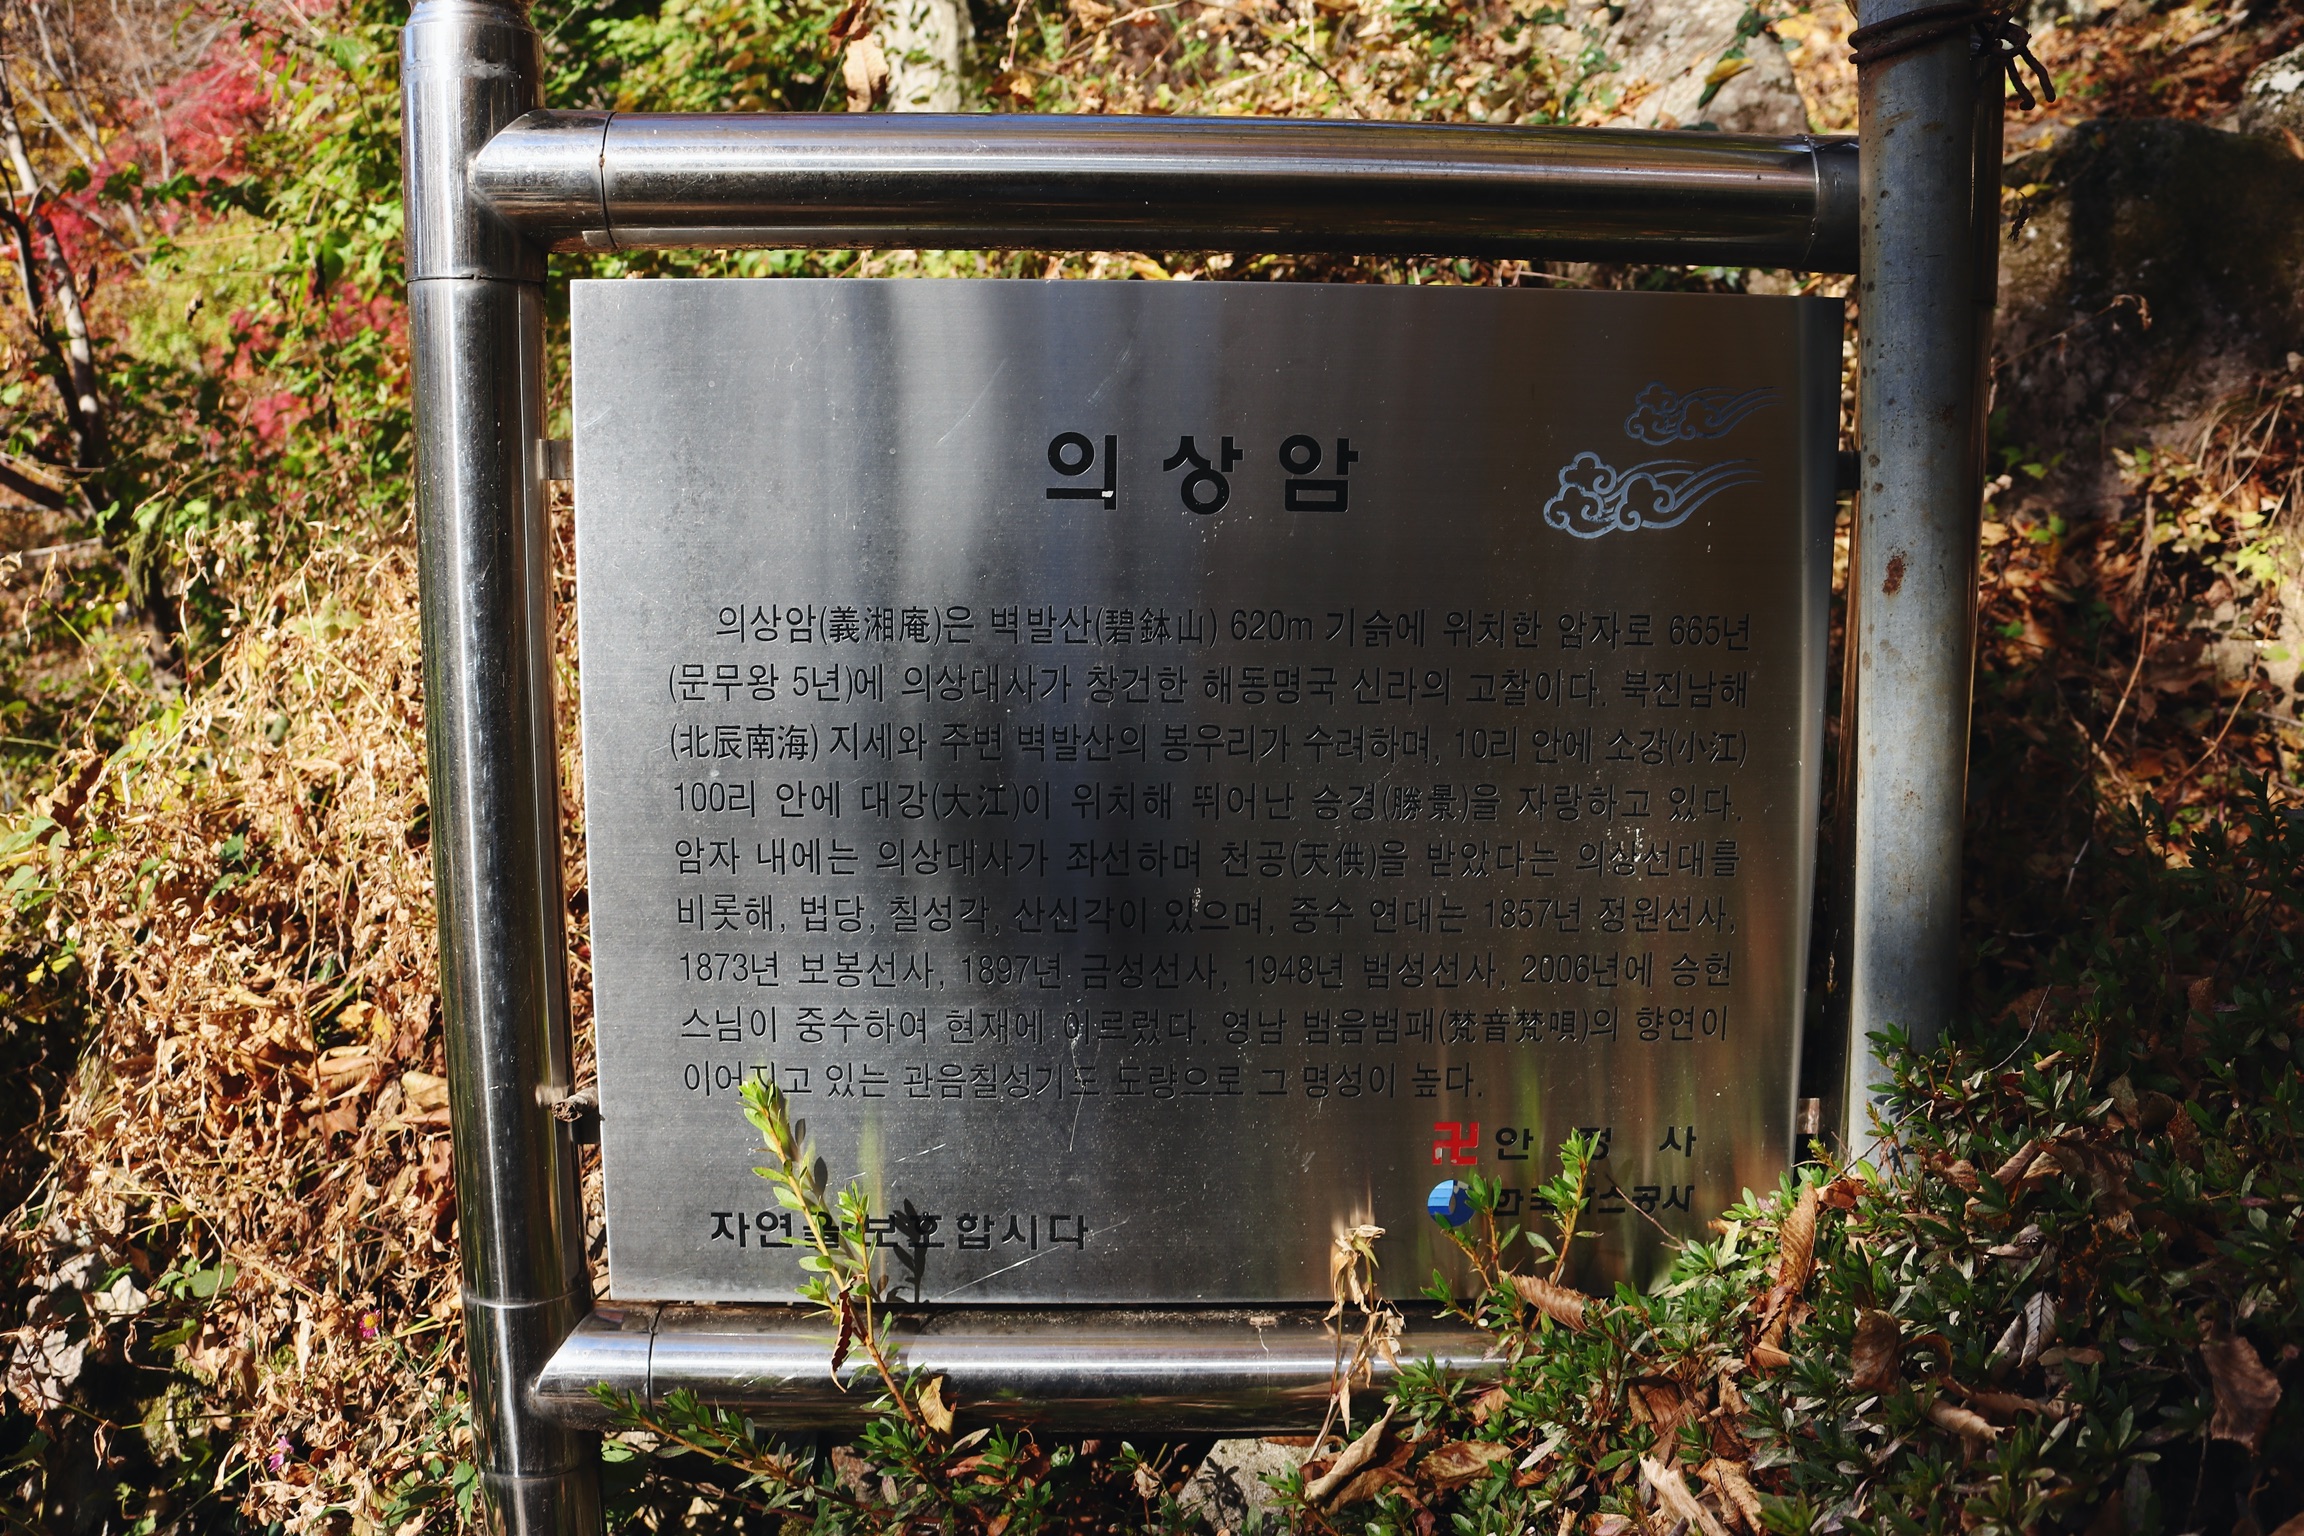 의상암
의상암(義湘庵)은 벽발산(碧鉢山) 620m 기슭에 위치한 암자로 665년
(문무왕 5년)에 의상대사가 창건한 해동명국 신라의 고찰이다. 북진남해
(北辰南海) 지세와 주변 벽발산의 봉우리가 수려하며, 10리 안에 소강(小江)
100리 안에 대강(大江)이 위치해 뛰어난 승경(勝景)을 자랑하고 있다.
암자 내에는 의상대사가 좌선하며 천공(天供)을 받았다는 의상선대를
비롯해, 법당, 칠성각, 산신각이 있으며, 중수 연대는 1857년 정원선사,
1873년 보봉선사, 1897년 금성선사, 1948년 범성선사, 2006년에 승헌
스님이 중수하여 현재에 이르렀다. 영남 범음범패(梵音梵唄)의 향연이
이어지고 있는 관음칠성기도 도량으로 그 명성이 높다.
卍 안 정 사
한국가스공사
자연을 보호합시다